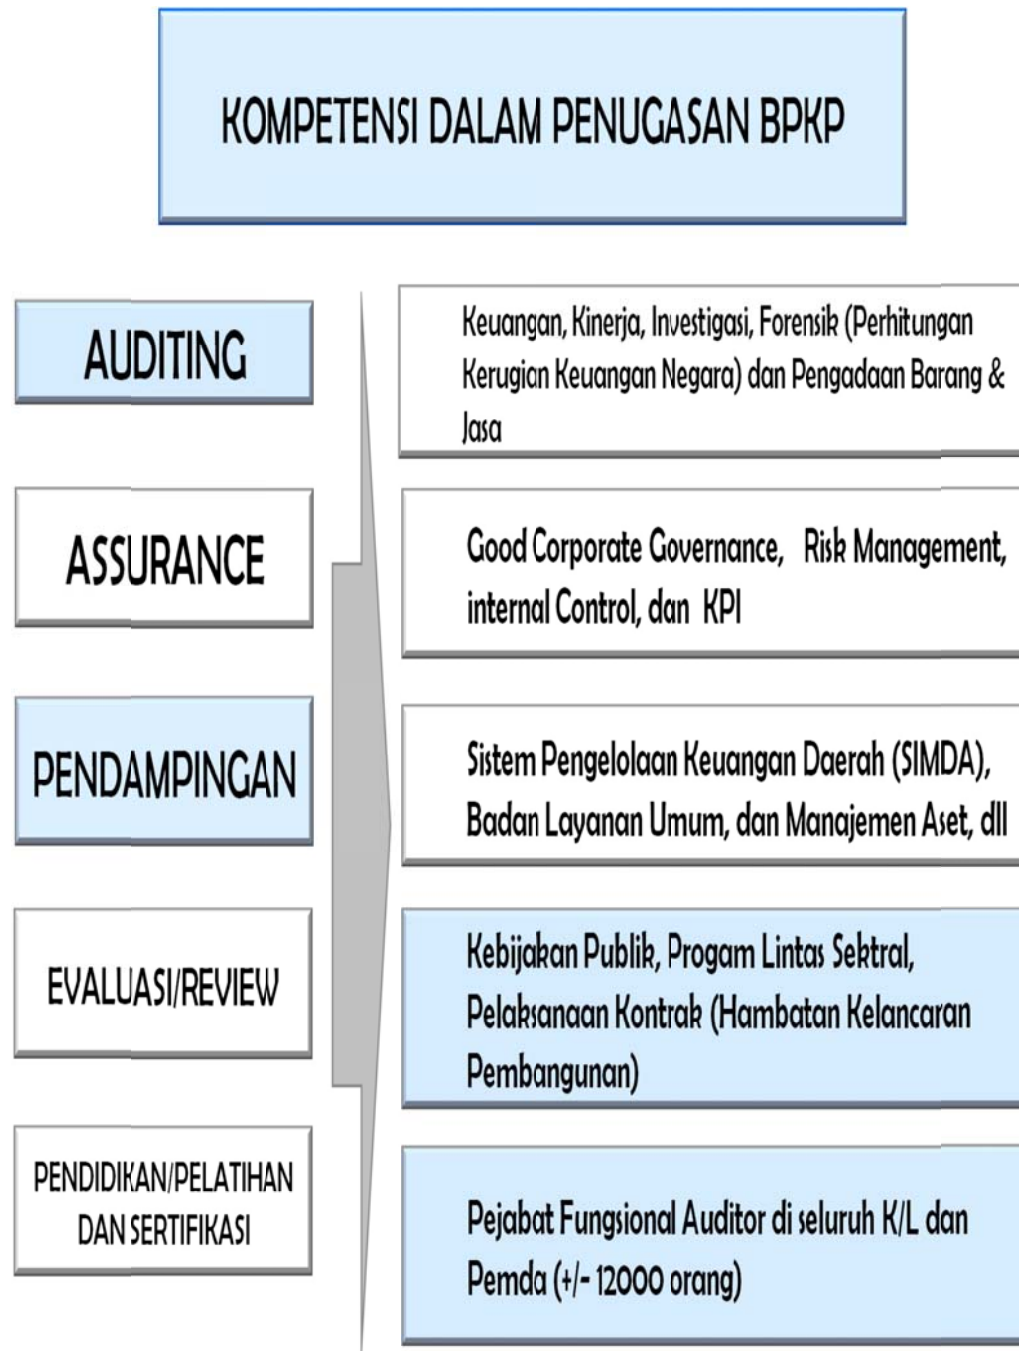 KOMPETENSI DALAM PENUGASAN BPKP
AUDITING
Keuangan, Kinerja, Investigasi, Forensik (Perhitungan
Kerugian Keuangan Negara) dan Pengadaan Barang &
Jasa
ASSURANCE
Good Corporate Governance, Risk Management,
internal Control, dan KPI
PENDAMPINGAN
Sistem Pengelolaan Keuangan Daerah (SIMDA),
Badan Layanan Umum, dan Manajemen Aset, dll
EVALUASI/REVIEW
Kebijakan Publik, Progam Lintas Sektral,
Pelaksanaan Kontrak (Hambatan Kelancaran
Pembangunan)
PENDIDIKAN/PELATIHAN
DAN SERTIFIKASI
Pejabat Fungsional Auditor di seluruh K/L dan
Pemda (+/- 12000 orang)